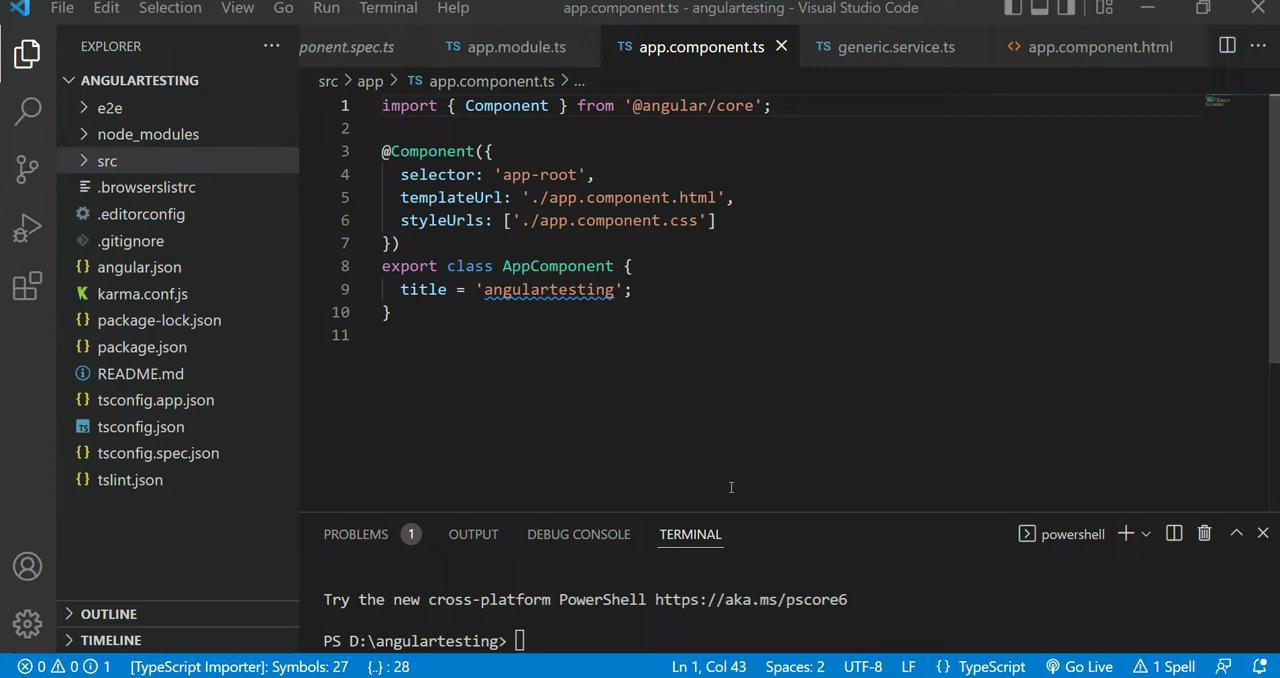 File Edit Selection View Go Run Terminal Help app.component.ts - angulartesting - Visual Studio Code
EXPLORER
ANGULARTESTING
e2e
node_modules
src
.browserslistrc
.editorconfig
.gitignore
angular.json
karma.conf.js
package-lock.json
package.json
README.md
tsconfig.app.json
tsconfig.json
tsconfig.spec.json
tslint.json
OUTLINE
TIMELINE
ponent.spec.ts TS app.module.ts TS app.component.ts TS generic.service.ts <> app.component.html
src > app > TS app.component.ts > ...
1 import { Component } from '@angular/core';
2
3 @Component({
4 selector: 'app-root',
5 templateUrl: './app.component.html',
6 styleUrls: ['./app.component.css']
7 })
8 export class AppComponent {
9 title = 'angulartesting';
10 }
11
PROBLEMS 1 OUTPUT DEBUG CONSOLE TERMINAL powershell
Try the new cross-platform PowerShell https://aka.ms/pscore6
PS D:\angulartesting>
0 0 1 [TypeScript Importer]: Symbols: 27 {..} : 28 Ln 1, Col 43 Spaces: 2 UTF-8 LF {} TypeScript Go Live 1 Spell